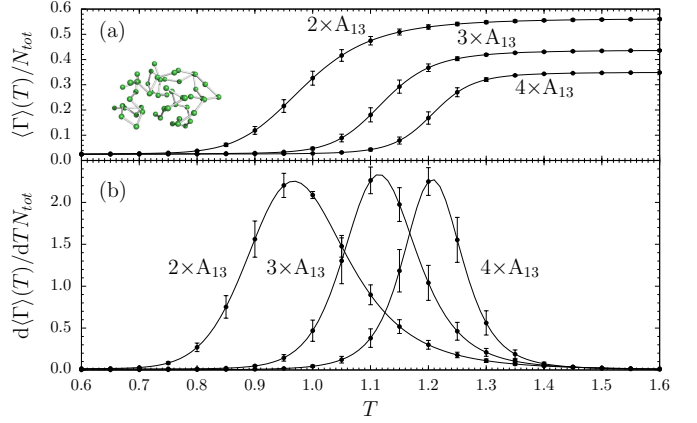 0.6
0.5
0.4
0.3
0.2
0.1
0.0
⟨Γ⟩(T)/N_tot
(a)
2×A₁₃
3×A₁₃
4×A₁₃
2.0
1.5
1.0
0.5
0.0
d⟨Γ⟩(T)/dTN_tot
(b)
2×A₁₃
3×A₁₃
4×A₁₃
0.6 0.7 0.8 0.9 1.0 1.1 1.2 1.3 1.4 1.5 1.6
T